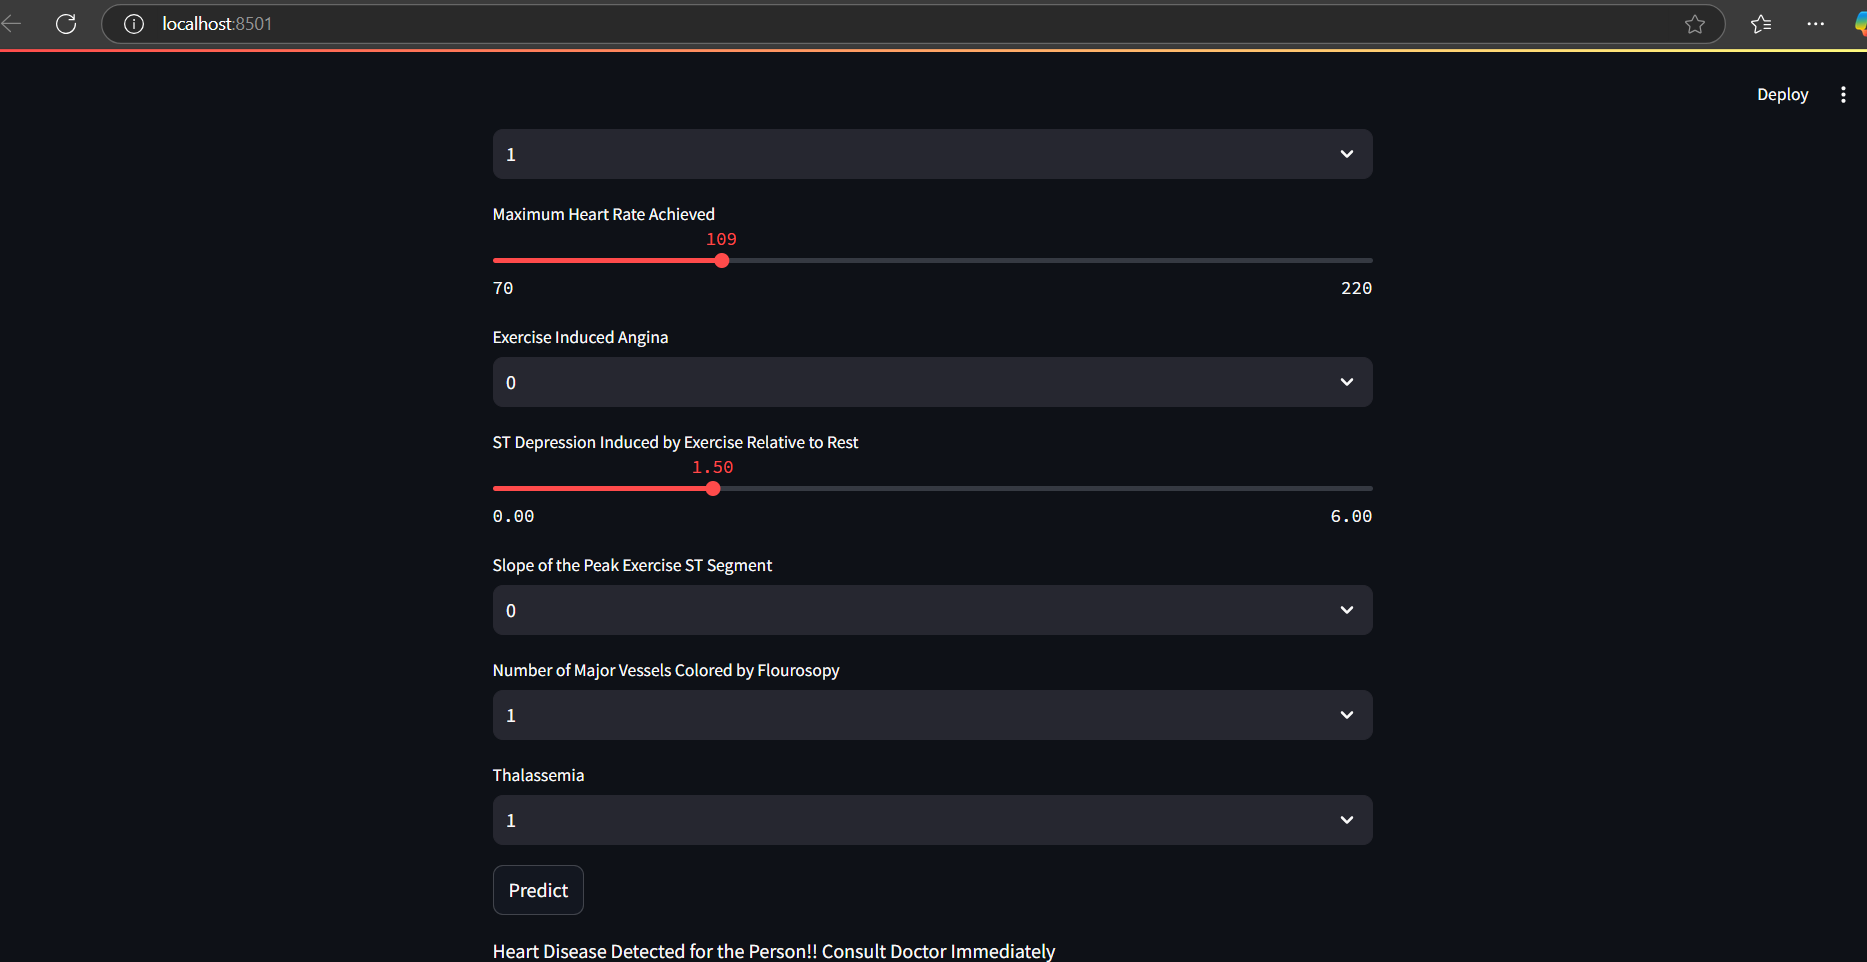 localhost:8501
Deploy
1
Maximum Heart Rate Achieved
109
70 220
Exercise Induced Angina
0
ST Depression Induced by Exercise Relative to Rest
1.50
0.00 6.00
Slope of the Peak Exercise ST Segment
0
Number of Major Vessels Colored by Flourosopy
1
Thalassemia
1
Predict
Heart Disease Detected for the Person!! Consult Doctor Immediately